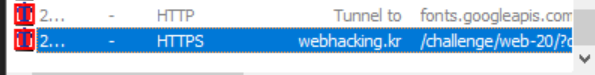 2... - HTTP Tunnel to fonts.googleapis.com
2... - HTTPS webhacking.kr /challenge/web-20/?